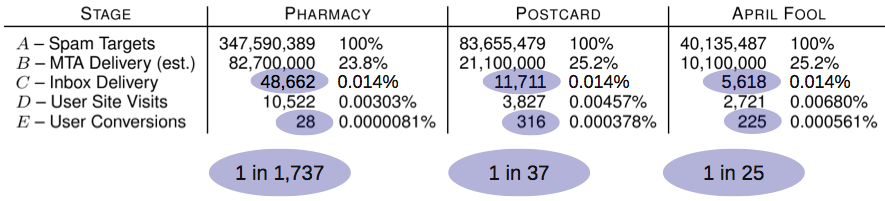 STAGE PHARMACY POSTCARD APRIL FOOL
A – Spam Targets 347,590,389 100% 83,655,479 100% 40,135,487 100%
B – MTA Delivery (est.) 82,700,000 23.8% 21,100,000 25.2% 10,100,000 25.2%
C – Inbox Delivery 48,662 0.014% 11,711 0.014% 5,618 0.014%
D – User Site Visits 10,522 0.00303% 3,827 0.00457% 2,721 0.00680%
E – User Conversions 28 0.0000081% 316 0.000378% 225 0.000561%
1 in 1,737 1 in 37 1 in 25